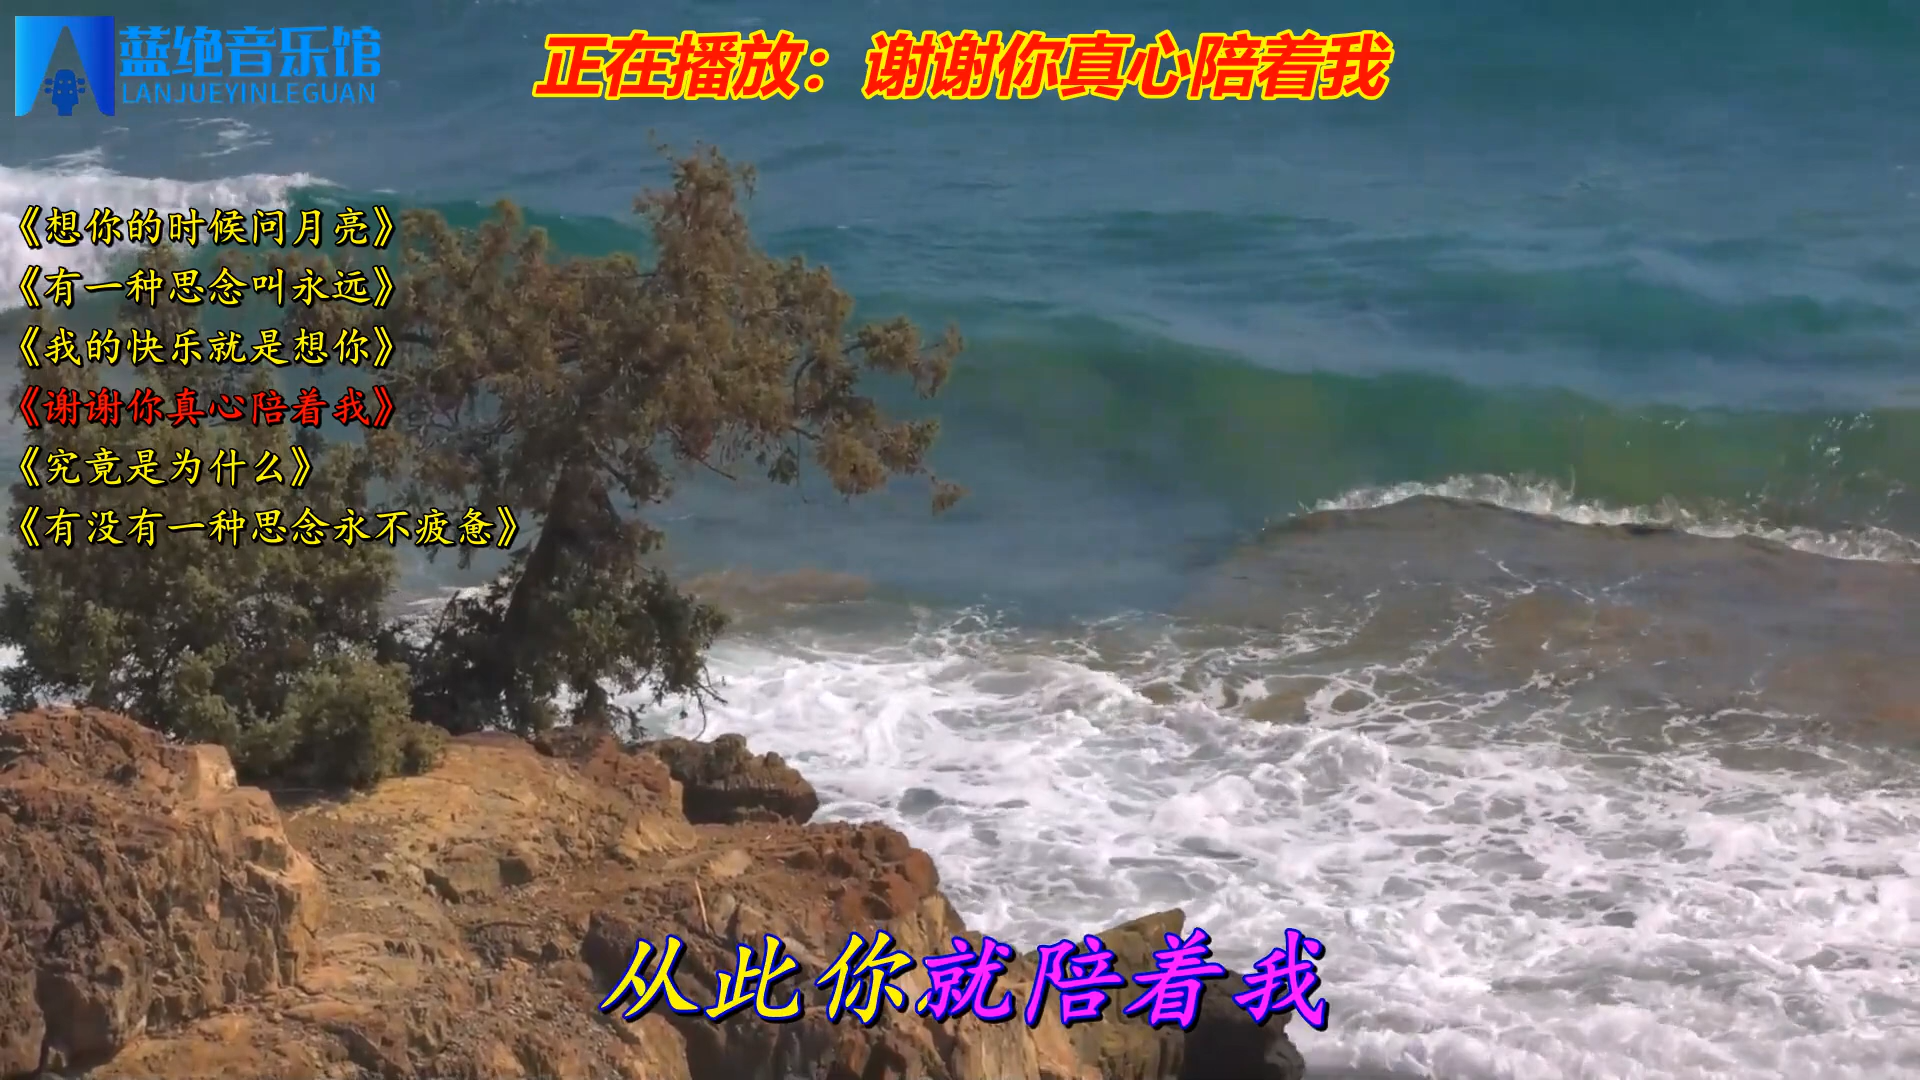 蓝绝音乐馆
LANJUEYINLEGUAN
正在播放：谢谢你真心陪着我
《想你的时候问月亮》
《有一种思念叫永远》
《我的快乐就是想你》
《谢谢你真心陪着我》
《究竟是为什么》
《有没有一种思念永不疲惫》
从此你就陪着我